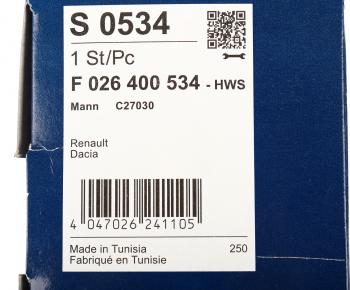 S 0534
1 St/Pc
F 026 400 534 - HWS
Mann C27030
Renault
Dacia
4 047026 241105
Made in Tunisia 250
Fabriqué en Tunisie